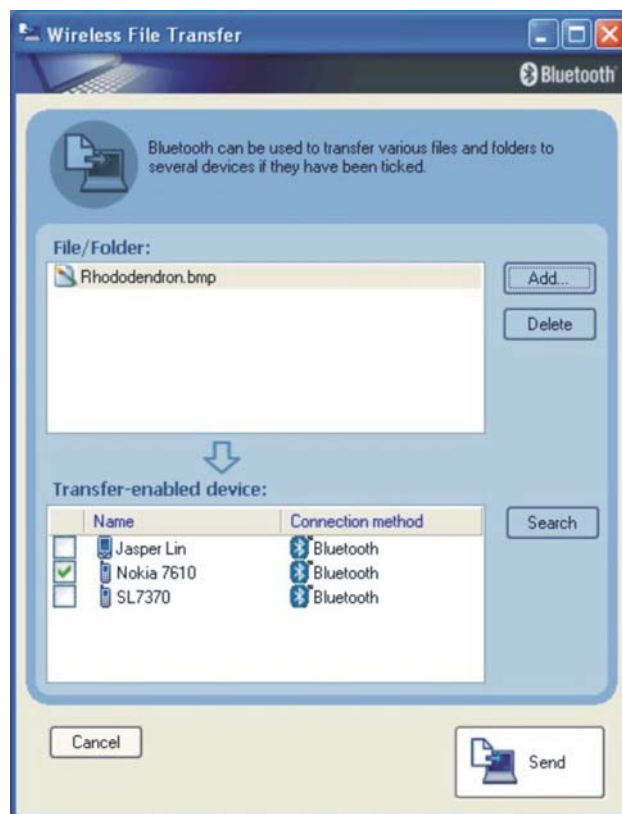 Wireless File Transfer
Bluetooone
Bluetooth can be used to transfer various files and folders to
several devices if they have been ticked.
File/Folder:
Rhododendron.bmp
Add...
Delete
Transfer-enabled device:
Name Connection method
Search
Jasper Lin Bluetooth
Nokia 7610 Bluetooth
SL7370 Bluetooth
Cancel
Send